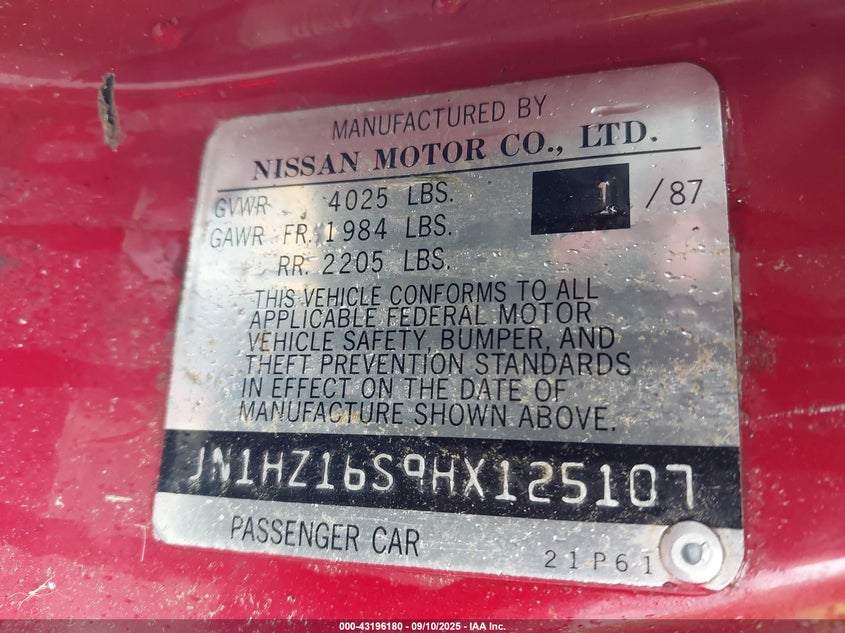 MANUFACTURED BY
NISSAN MOTOR CO., LTD.
GVWR 4025 LBS. 1/87
GAWR FR. 1984 LBS.
RR. 2205 LBS.
THIS VEHICLE CONFORMS TO ALL
APPLICABLE FEDERAL MOTOR
VEHICLE SAFETY, BUMPER, AND
THEFT PREVENTION STANDARDS
IN EFFECT ON THE DATE OF
MANUFACTURE SHOWN ABOVE.
JN1HZ16S9HX125107
PASSENGER CAR
21P61
000-43196180 - 09/10/2025 - IAA Inc.